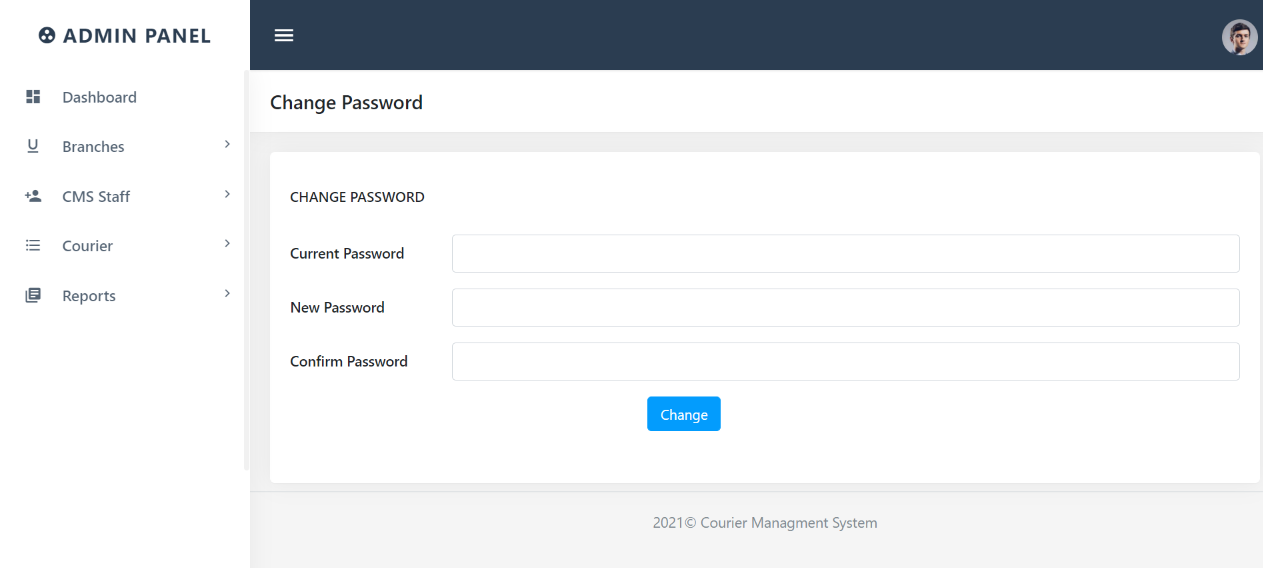 ADMIN PANEL
Dashboard
Branches
CMS Staff
Courier
Reports
Change Password
CHANGE PASSWORD
Current Password
New Password
Confirm Password
Change
2021© Courier Managment System